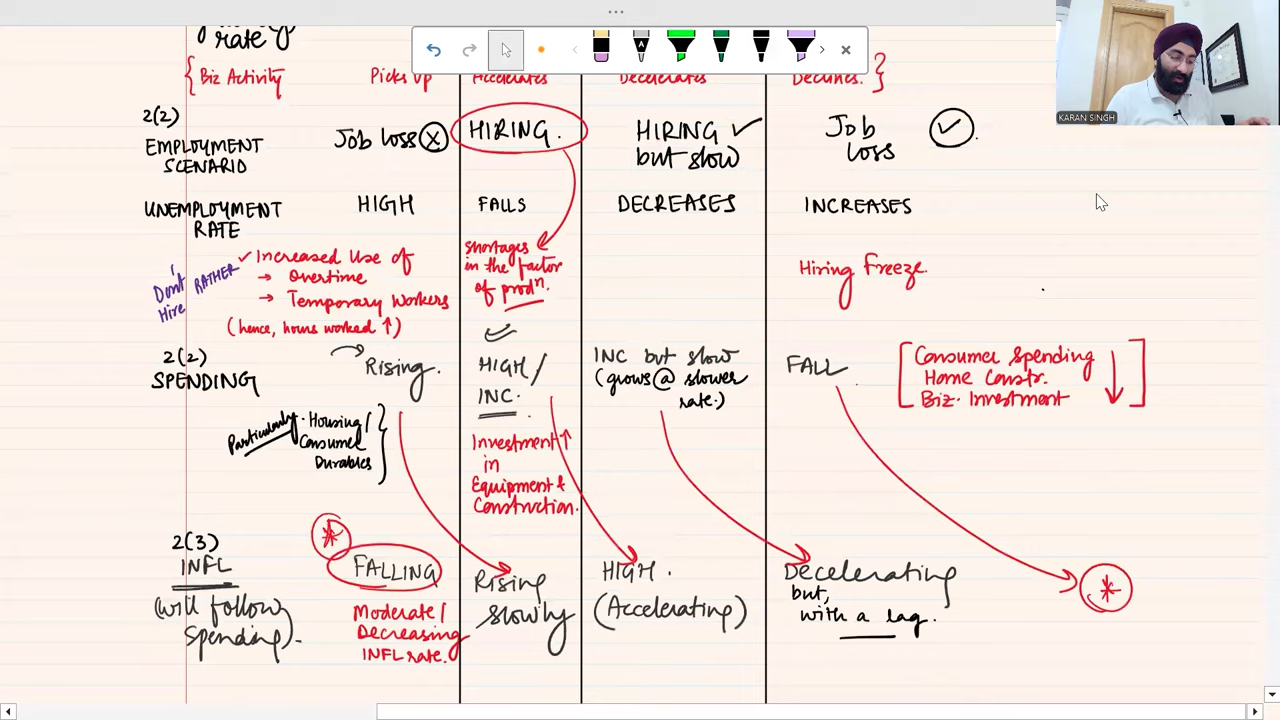 rate
{ Biz Activity Picks up Accelerates Decelerates Declines. }
KARAN SINGH
2(2)
EMPLOYMENT
SCENARIO
Job loss X
HIRING.
HIRING ✓
but slow
Job
loss
✓
UNEMPLOYMENT
RATE
HIGH
FALLS
DECREASES
INCREASES
Don't
Hire
RATHER
✓ Increased Use of
→ Overtime
→ Temporary Workers
(hence, hours worked ↑)
Shortages
in the factor
of prodⁿ.
Hiring Freeze.
2(2)
SPENDING
Rising.
HIGH/
INC.
INC but slow
(grows @ slower
rate.)
FALL
[Consumer Spending
Home Constr.
Biz. Investment ↓]
Particularly. Housing/
Consumer
Durables
Investment ↑
in
Equipment &
Construction.
2(3)
INFL
(will follow
Spending).
*
FALLING
Moderate/
Decreasing
INFL rate.
Rising
Slowly
HIGH.
(Accelerating)
Decelerating
but,
with a lag.
*